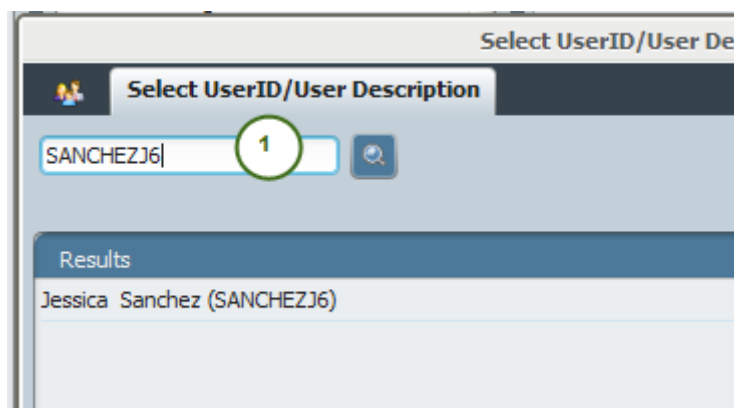 Select UserID/User De
Select UserID/User Description
SANCHEZJ6
1
Results
Jessica Sanchez (SANCHEZJ6)